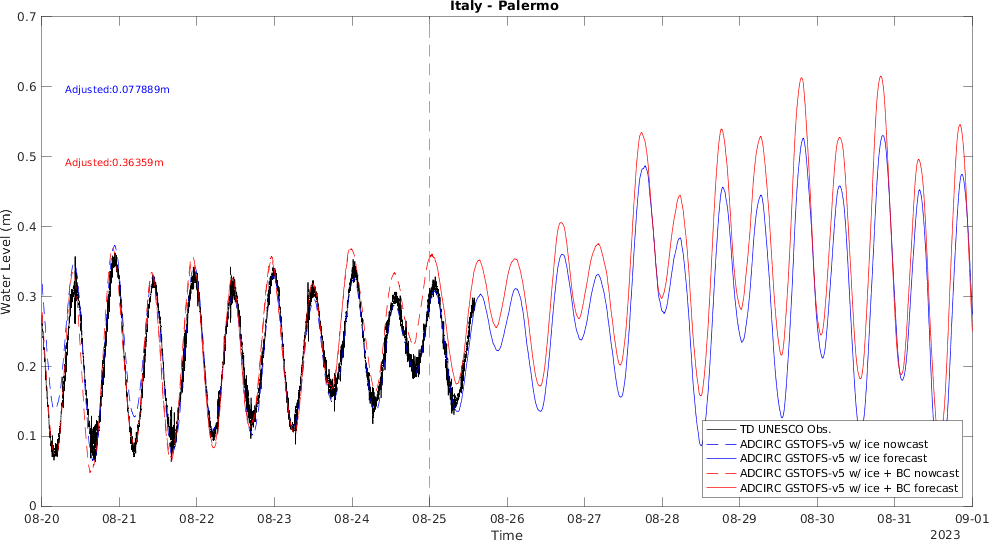 Italy - Palermo
0.7
0.6
0.5
0.4
0.3
0.2
0.1
0
Water Level (m)
Adjusted:0.077889m
Adjusted:0.36359m
TD UNESCO Obs.
ADCIRC GSTOFS-v5 w/ ice nowcast
ADCIRC GSTOFS-v5 w/ ice forecast
ADCIRC GSTOFS-v5 w/ ice + BC nowcast
ADCIRC GSTOFS-v5 w/ ice + BC forecast
08-20 08-21 08-22 08-23 08-24 08-25 08-26 08-27 08-28 08-29 08-30 08-31 09-01
Time
2023